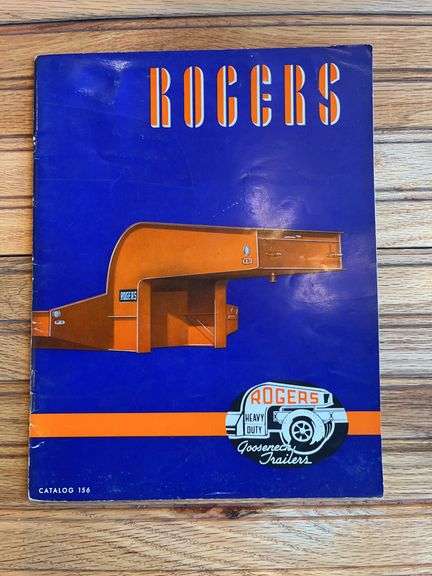 ROGERS
ROGERS
ROGERS
HEAVY
DUTY
Gooseneck
Trailers
CATALOG 156